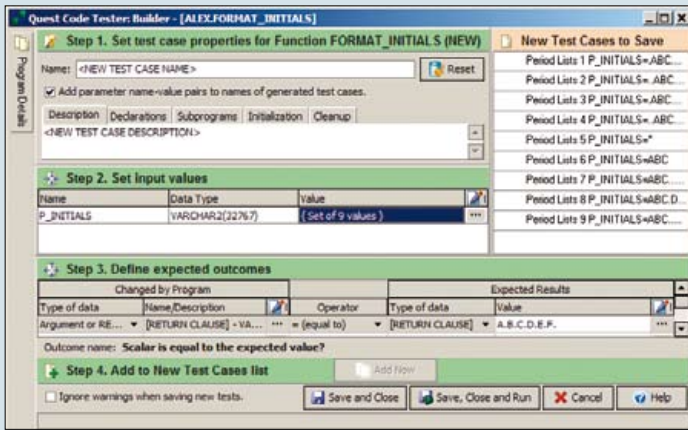 Quest Code Tester: Builder - [ALEX.FORMAT_INITIALS]
Program Details
Step 1. Set test case properties for Function FORMAT_INITIALS (NEW)
Name: <NEW TEST CASE NAME>
Reset
Add parameter name-value pairs to names of generated test cases.
Description Declarations Subprograms Initialization Cleanup
<NEW TEST CASE DESCRIPTION>
Step 2. Set input values
Name Data Type Value
P_INITIALS VARCHAR2(32767) { Set of 9 values } ...
Step 3. Define expected outcomes
Changed by Program Expected Results
Type of data Name/Description Operator Type of data Value
Argument or RE... [RETURN CLAUSE] - VA... ... = (equal to) [RETURN CLAUSE] A.B.C.D.E.F. ...
Outcome name: Scalar is equal to the expected value?
Step 4. Add to New Test Cases list
Add Now
Ignore warnings when saving new tests.
Save and Close Save, Close and Run Cancel Help
New Test Cases to Save
Period Lists 1 P_INITIALS=.ABC....
Period Lists 2 P_INITIALS=.ABC...
Period Lists 3 P_INITIALS=.ABC...
Period Lists 4 P_INITIALS=.ABC...
Period Lists 5 P_INITIALS="
Period Lists 6 P_INITIALS=ABC
Period Lists 7 P_INITIALS=ABC.....
Period Lists 8 P_INITIALS=ABC.D...
Period Lists 9 P_INITIALS=ABC....